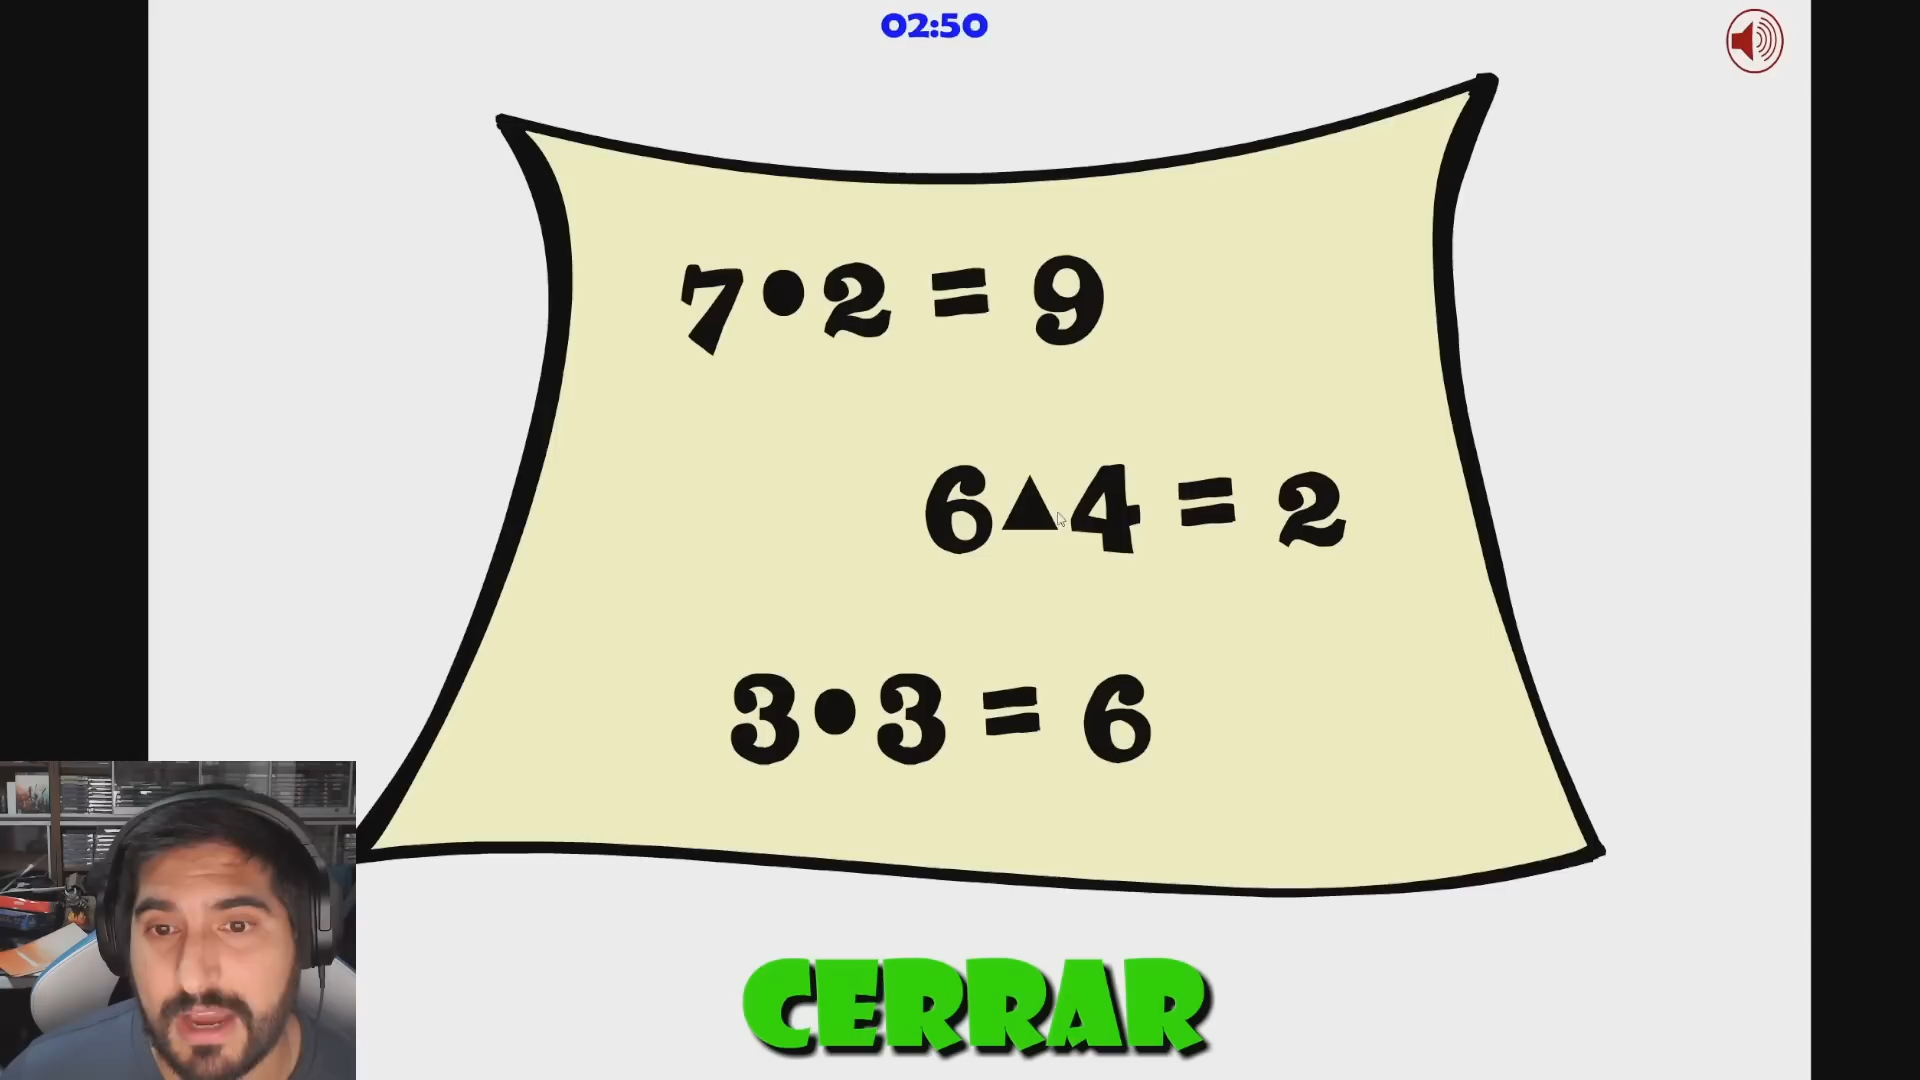 02:50
7●2 = 9
6▲4 = 2
3●3 = 6
CERRAR